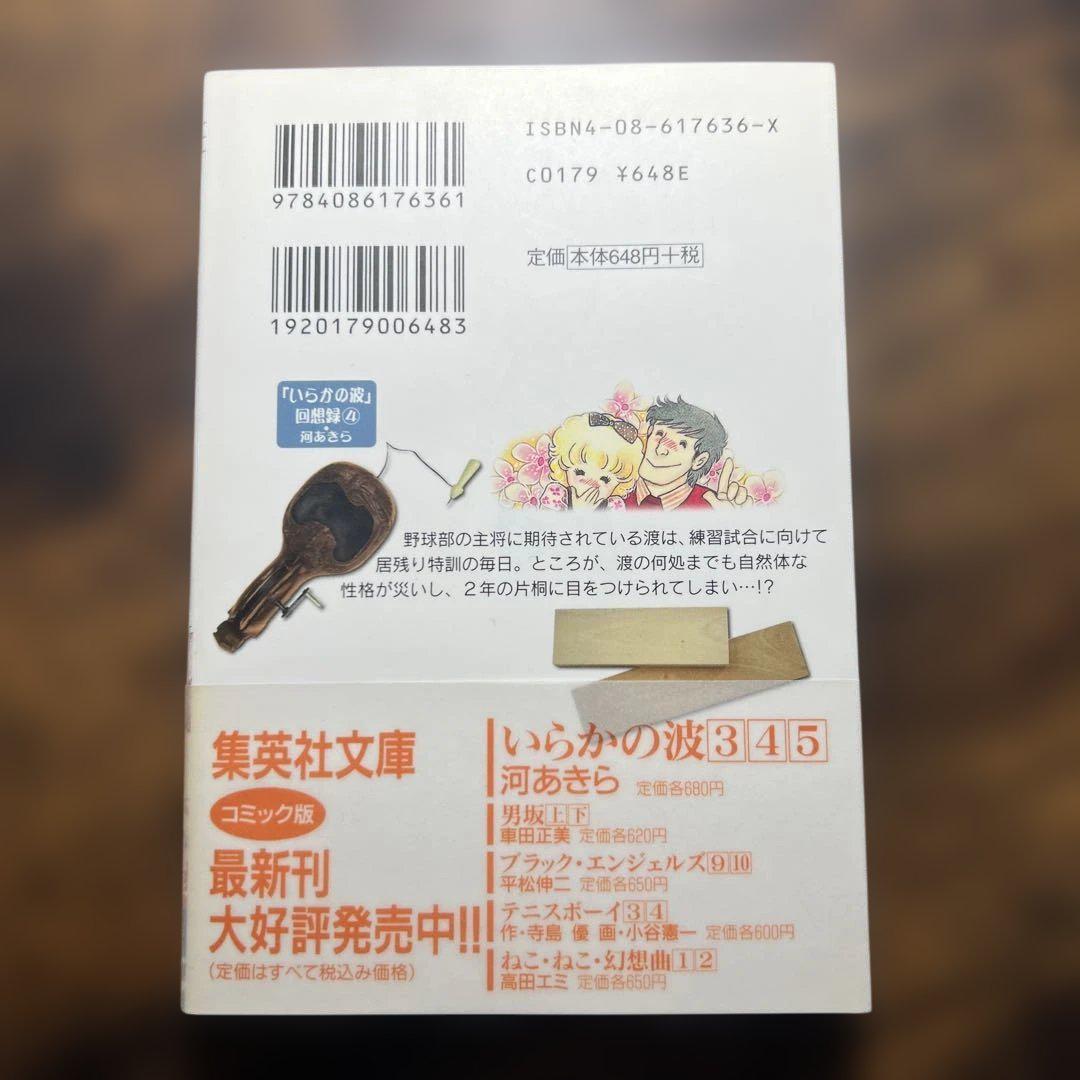 9784086176361
ISBN4-08-617636-X
C0179 ¥648E
1920179006483
定価 本体648円+税
「いらかの波」
回想録④
河あきら
野球部の主将に期待されている渡は、練習試合に向けて
居残り特訓の毎日。ところが、渡の何処までも自然体な
性格が災いし、2年の片桐に目をつけられてしまい…!?
集英社文庫
コミック版
最新刊
大好評発売中!!
(定価はすべて税込み価格)
いらかの波 3 4 5
河あきら 定価各680円
男坂 上 下
車田正美 定価各620円
ブラック・エンジェルズ 9 10
平松伸二 定価各650円
テニスボーイ 3 4
作・寺島 優 画・小谷憲一 定価各600円
ねこ・ねこ・幻想曲 1 2
高田エミ 定価各650円